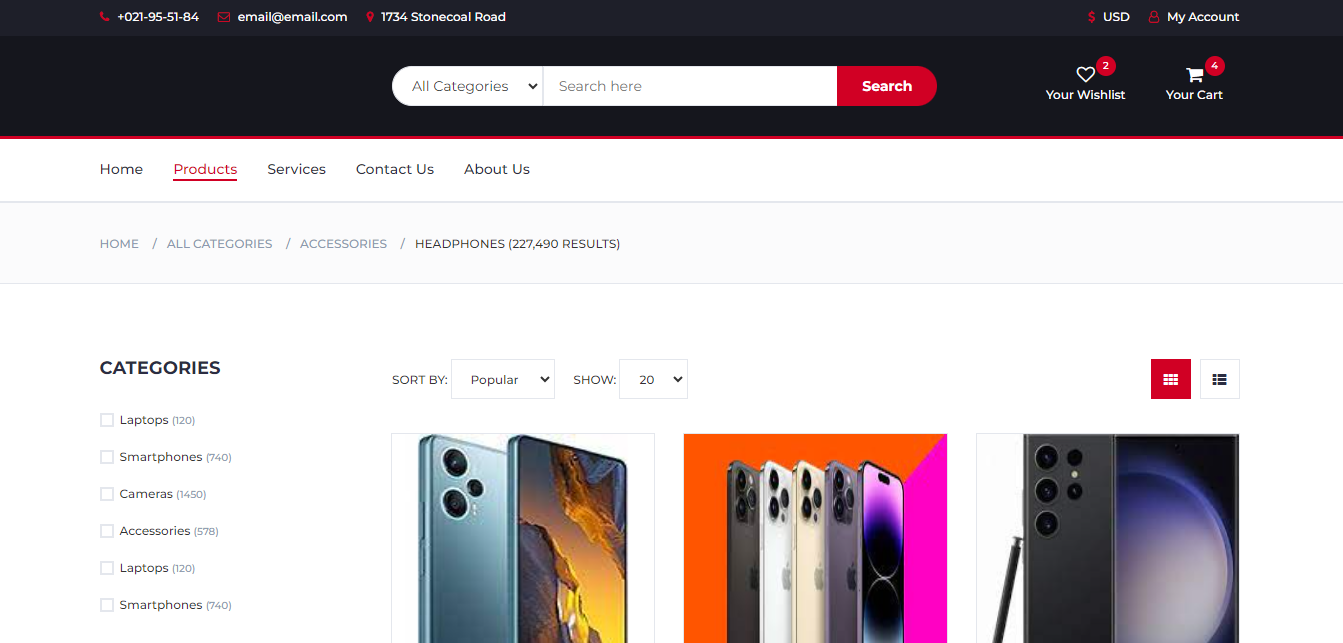 +021-95-51-84 email@email.com 1734 Stonecoal Road $ USD My Account
All Categories Search here Search
2
Your Wishlist
4
Your Cart
Home Products Services Contact Us About Us
HOME / ALL CATEGORIES / ACCESSORIES / HEADPHONES (227,490 RESULTS)
CATEGORIES
Laptops (120)
Smartphones (740)
Cameras (1450)
Accessories (578)
Laptops (120)
Smartphones (740)
SORT BY: Popular SHOW: 20